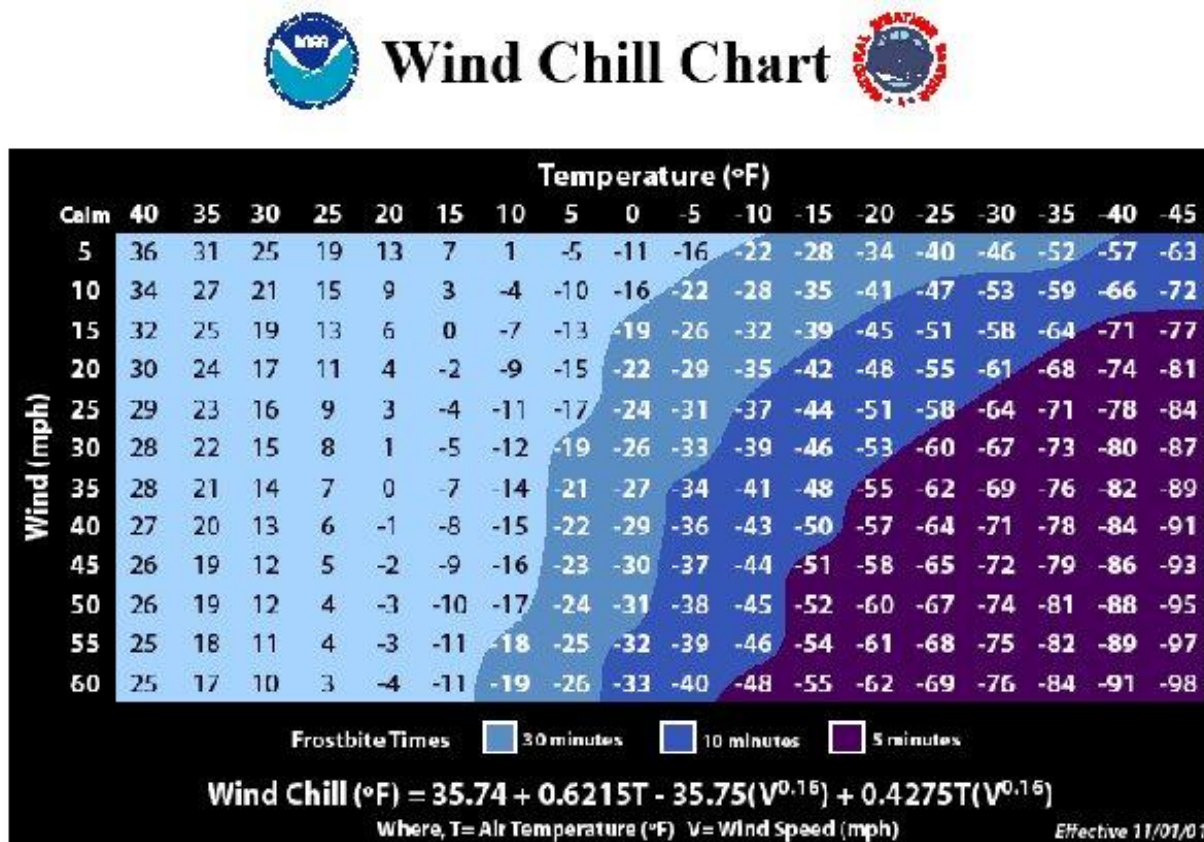 NOAA
Wind Chill Chart
NATIONAL WEATHER SERVICE
Temperature (°F)
Calm 40 35 30 25 20 15 10 5 0 -5 -10 -15 -20 -25 -30 -35 -40 -45
Wind (mph)
5 36 31 25 19 13 7 1 -5 -11 -16 -22 -28 -34 -40 -46 -52 -57 -63
10 34 27 21 15 9 3 -4 -10 -16 -22 -28 -35 -41 -47 -53 -59 -66 -72
15 32 25 19 13 6 0 -7 -13 -19 -26 -32 -39 -45 -51 -58 -64 -71 -77
20 30 24 17 11 4 -2 -9 -15 -22 -29 -35 -42 -48 -55 -61 -68 -74 -81
25 29 23 16 9 3 -4 -11 -17 -24 -31 -37 -44 -51 -58 -64 -71 -78 -84
30 28 22 15 8 1 -5 -12 -19 -26 -33 -39 -46 -53 -60 -67 -73 -80 -87
35 28 21 14 7 0 -7 -14 -21 -27 -34 -41 -48 -55 -62 -69 -76 -82 -89
40 27 20 13 6 -1 -8 -15 -22 -29 -36 -43 -50 -57 -64 -71 -78 -84 -91
45 26 19 12 5 -2 -9 -16 -23 -30 -37 -44 -51 -58 -65 -72 -79 -86 -93
50 26 19 12 4 -3 -10 -17 -24 -31 -38 -45 -52 -60 -67 -74 -81 -88 -95
55 25 18 11 4 -3 -11 -18 -25 -32 -39 -46 -54 -61 -68 -75 -82 -89 -97
60 25 17 10 3 -4 -11 -19 -26 -33 -40 -48 -55 -62 -69 -76 -84 -91 -98
Frostbite Times 30 minutes 10 minutes 5 minutes
Wind Chill (°F) = 35.74 + 0.6215T - 35.75(V^0.16) + 0.4275T(V^0.16)
Where, T= Air Temperature (°F) V= Wind Speed (mph)
Effective 11/01/01